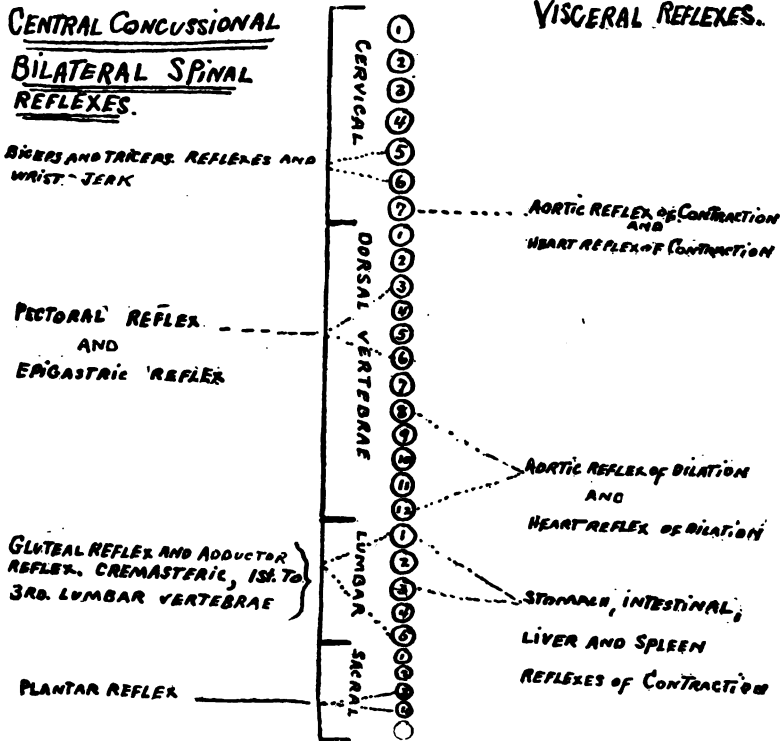 CENTRAL CONCUSSIONAL
BILATERAL SPINAL
REFLEXES.
VISCERAL REFLEXES.
CERVICAL
1
2
3
4
5
6
7
BICEPS AND TRICEPS REFLEXES AND
WRIST-JERK
AORTIC REFLEX OF CONTRACTION
AND
HEART REFLEX OF CONTRACTION
DORSAL VERTEBRAE
1
2
3
4
5
6
7
8
9
10
11
12
PECTORAL REFLEX
AND
EPIGASTRIC REFLEX
AORTIC REFLEX OF DILATION
AND
HEART REFLEX OF DILATION
LUMBAR
1
2
3
4
5
GLUTEAL REFLEX AND ADDUCTOR
REFLEX. CREMASTERIC, 1ST. TO
3RD. LUMBAR VERTEBRAE
STOMACH, INTESTINAL,
LIVER AND SPLEEN
REFLEXES OF CONTRACTION
SACRAL
1
2
3
4
PLANTAR REFLEX